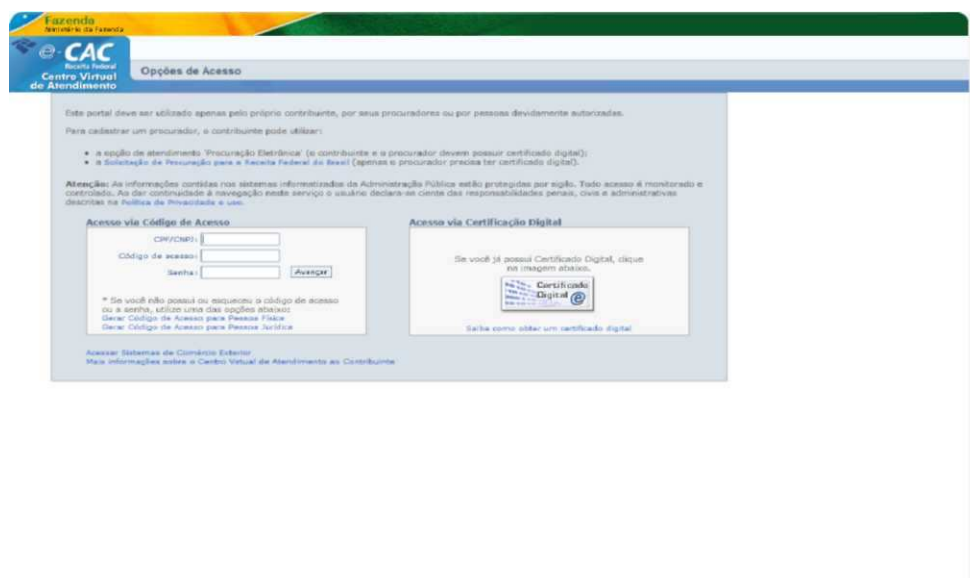 Fazenda
Ministério da Fazenda
e-CAC
Receita Federal
Centro Virtual
de Atendimento
Opções de Acesso
Este portal deve ser utilizado apenas pelo próprio contribuinte, por seus procuradores ou por pessoas devidamente autorizadas.
Para cadastrar um procurador, o contribuinte pode utilizar:
• a opção de atendimento 'Procuração Eletrônica' (o contribuinte e o procurador devem possuir certificado digital);
• a Solicitação de Procuração para a Receita Federal do Brasil (apenas o procurador precisa ter certificado digital).
Atenção: As informações contidas nos sistemas informatizados da Administração Pública estão protegidas por sigilo. Todo acesso é monitorado e
controlado. Ao dar continuidade à navegação neste serviço o usuário declara-se ciente das responsabilidades penais, civis e administrativas
descritas na Política de Privacidade e uso.
Acesso via Código de Acesso
CPF/CNPJ:
Código de acesso:
Senha:
Avançar
* Se você não possui ou esqueceu o código de acesso
ou a senha, utilize uma das opções abaixo:
Gerar Código de Acesso para Pessoa Física
Gerar Código de Acesso para Pessoa Jurídica
Acesso via Certificação Digital
Se você já possui Certificado Digital, clique
na imagem abaixo.
Certificado
Digital e
Saiba como obter um certificado digital
Acessar Sistemas de Comércio Exterior
Mais informações sobre o Centro Virtual de Atendimento ao Contribuinte